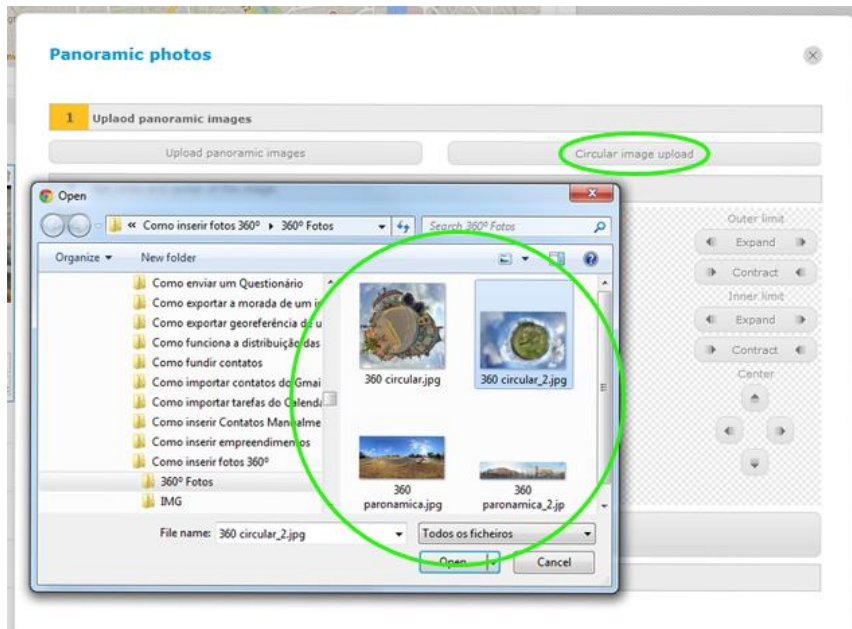 Panoramic photos
1 Uplaod panoramic images
Upload panoramic images
Circular image upload
Open
« Como inserir fotos 360º ▸ 360º Fotos
Search 360º Fotos
Organize
New folder
Como enviar um Questionário
Como exportar a morada de um
Como exportar georeferência de u
Como funciona a distribuição das
Como fundir contatos
Como importar contatos do Gmai
Como importar tarefas do Calenda
Como inserir Contatos Manualme
Como inserir empreendimentos
Como inserir fotos 360º
360º Fotos
IMG
360 circular.jpg
360 circular_2.jpg
360
paronamica.jpg
360
paronamica_2.jp
File name: 360 circular_2.jpg
Todos os ficheiros
Open
Cancel
Outer limit
Expand
Contract
Inner limit
Expand
Contract
Center